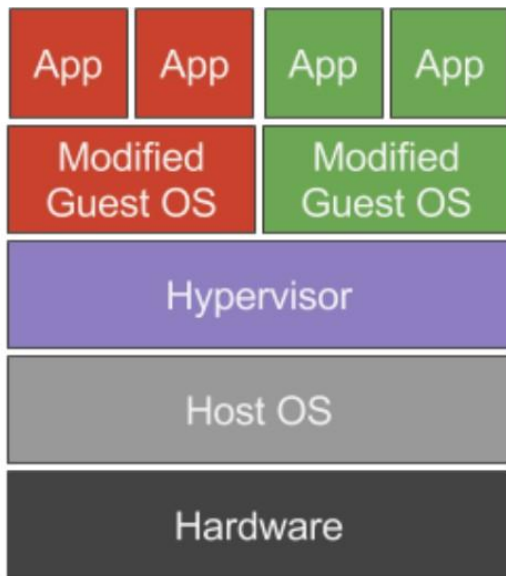 App App App App
Modified Modified
Guest OS Guest OS
Hypervisor
Host OS
Hardware